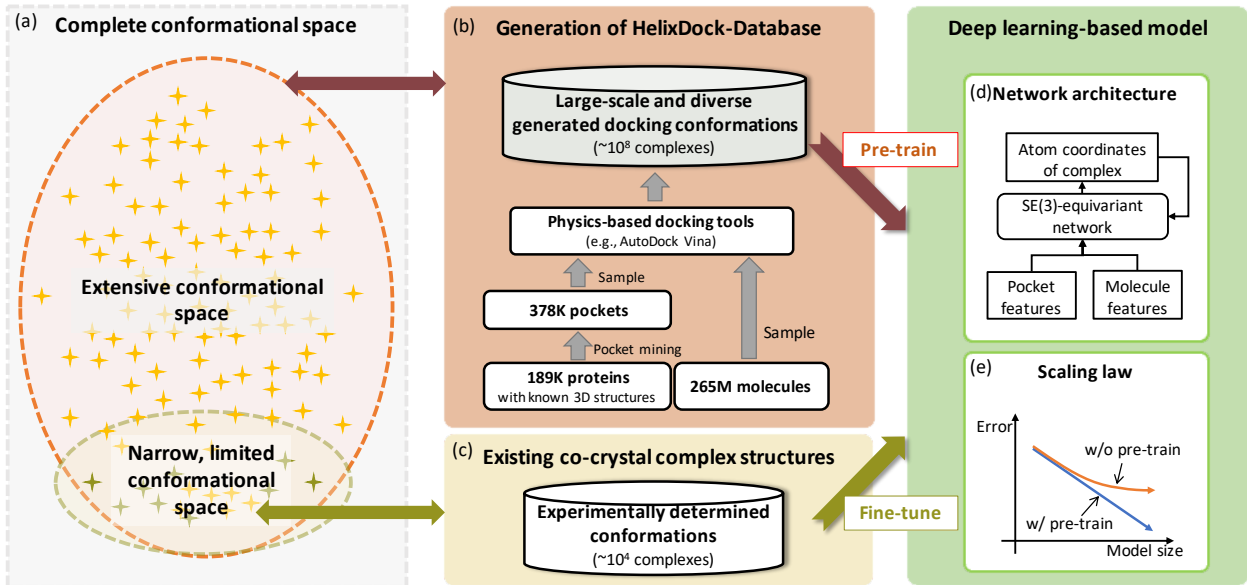 (a)
Complete conformational space
Extensive conformational
space
Narrow, limited
conformational
space
(b)
Generation of HelixDock-Database
Large-scale and diverse
generated docking conformations
(~10⁸ complexes)
Physics-based docking tools
(e.g., AutoDock Vina)
Sample
378K pockets
Pocket mining
Sample
189K proteins
with known 3D structures
265M molecules
(c)
Existing co-crystal complex structures
Experimentally determined
conformations
(~10⁴ complexes)
Pre-train
Fine-tune
Deep learning-based model
(d)
Network architecture
Atom coordinates
of complex
SE(3)-equivariant
network
Pocket
features
Molecule
features
(e)
Scaling law
Error
w/o pre-train
w/ pre-train
Model size